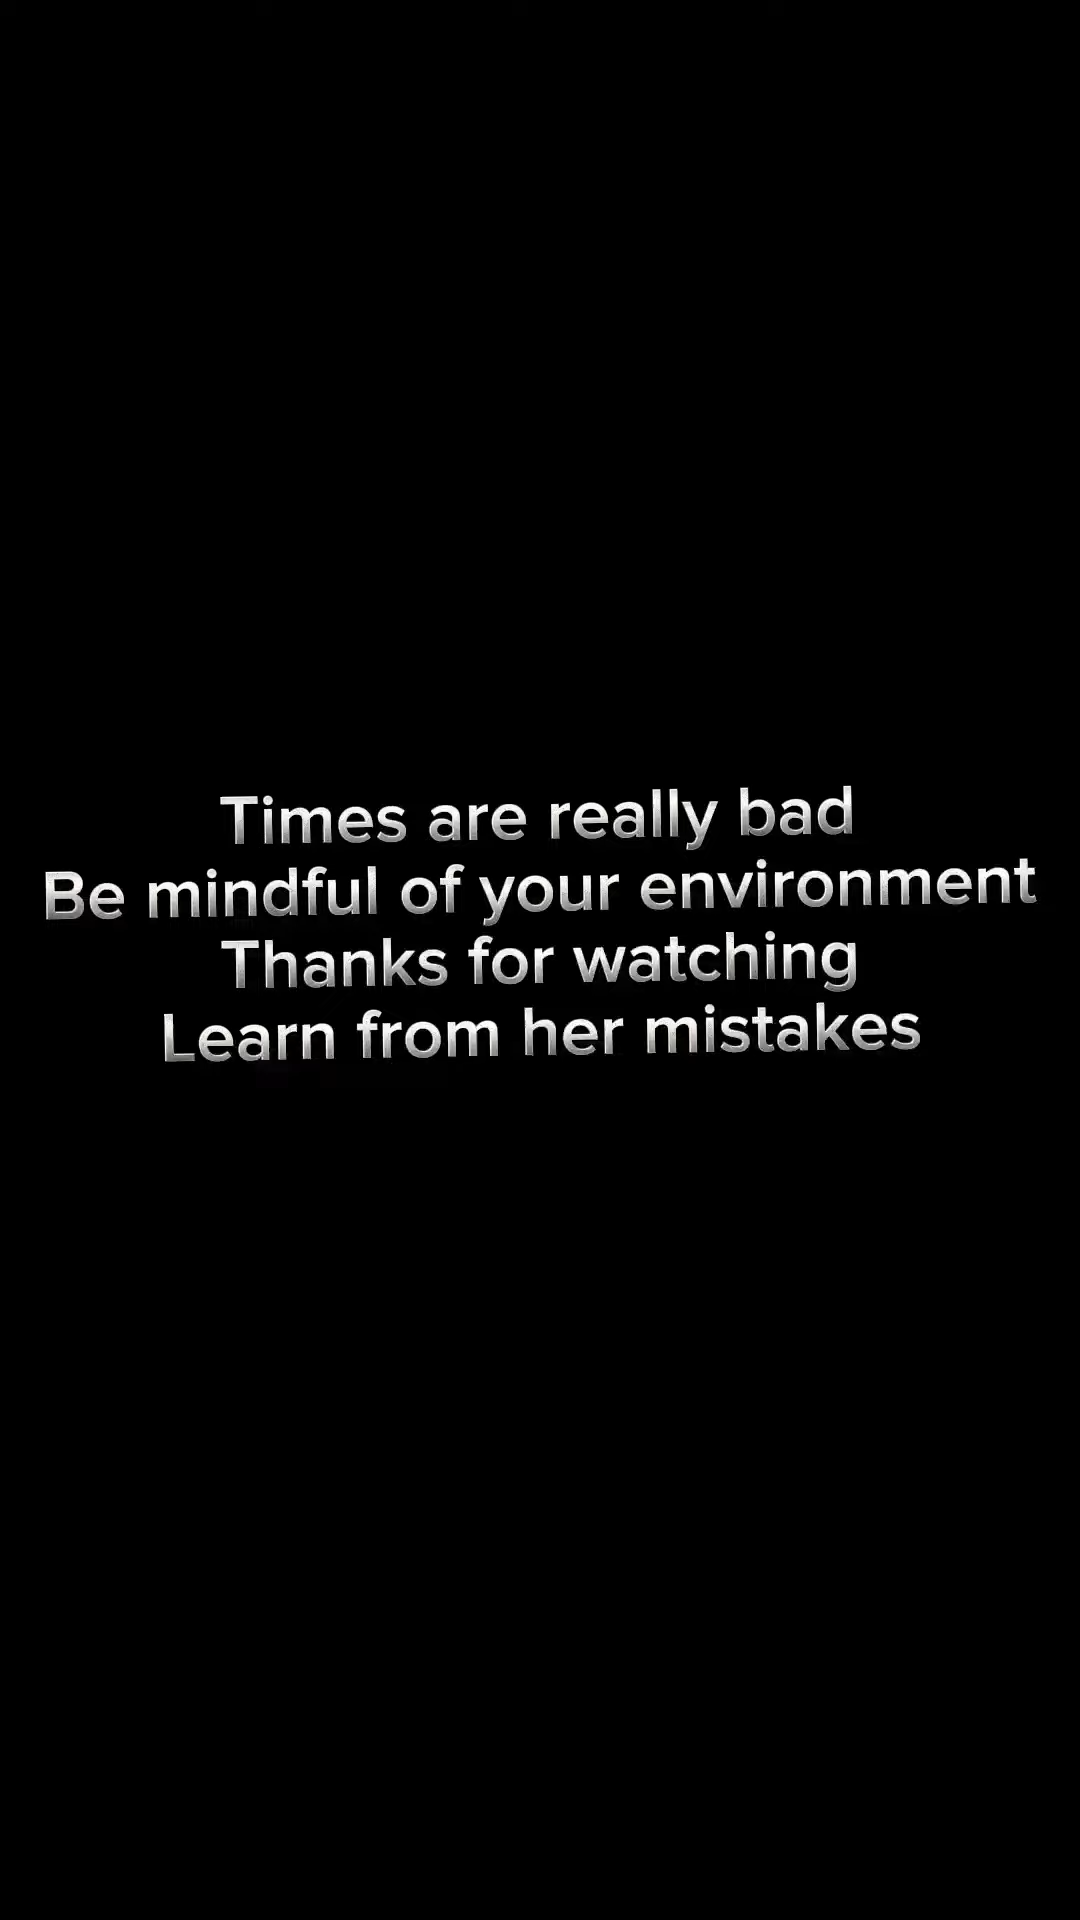 Times are really bad
Be mindful of your environment
Thanks for watching
Learn from her mistakes